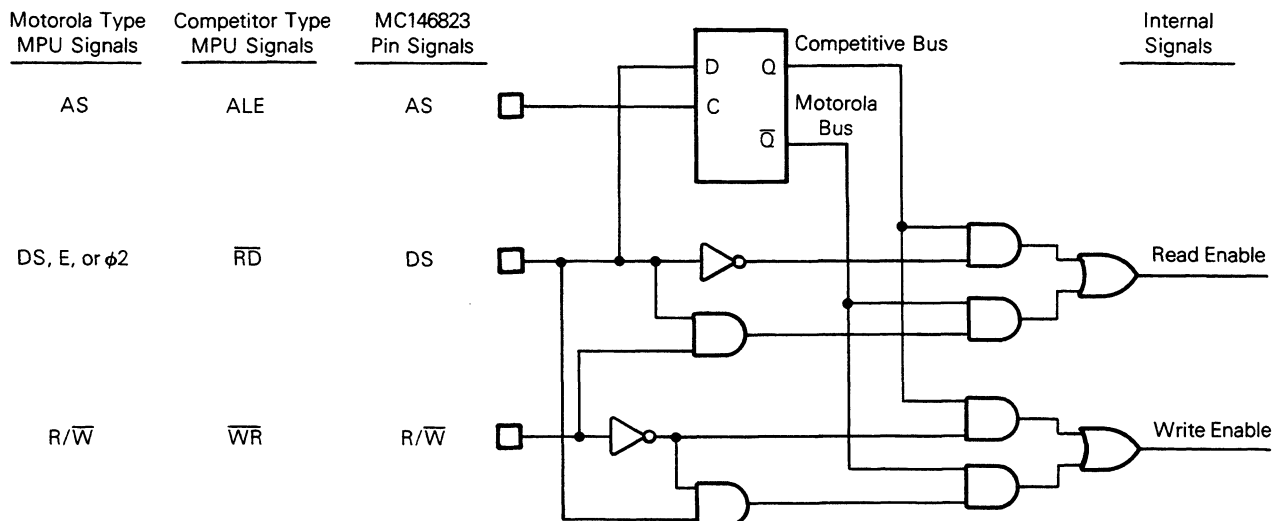 Motorola Type
MPU Signals
Competitor Type
MPU Signals
MC146823
Pin Signals
Internal
Signals
Competitive Bus
D Q
Motorola
Bus
AS ALE AS
C
Q̅
DS, E, or ϕ2 R̅D̅ DS
Read Enable
R/W̅ W̅R̅ R/W̅
Write Enable